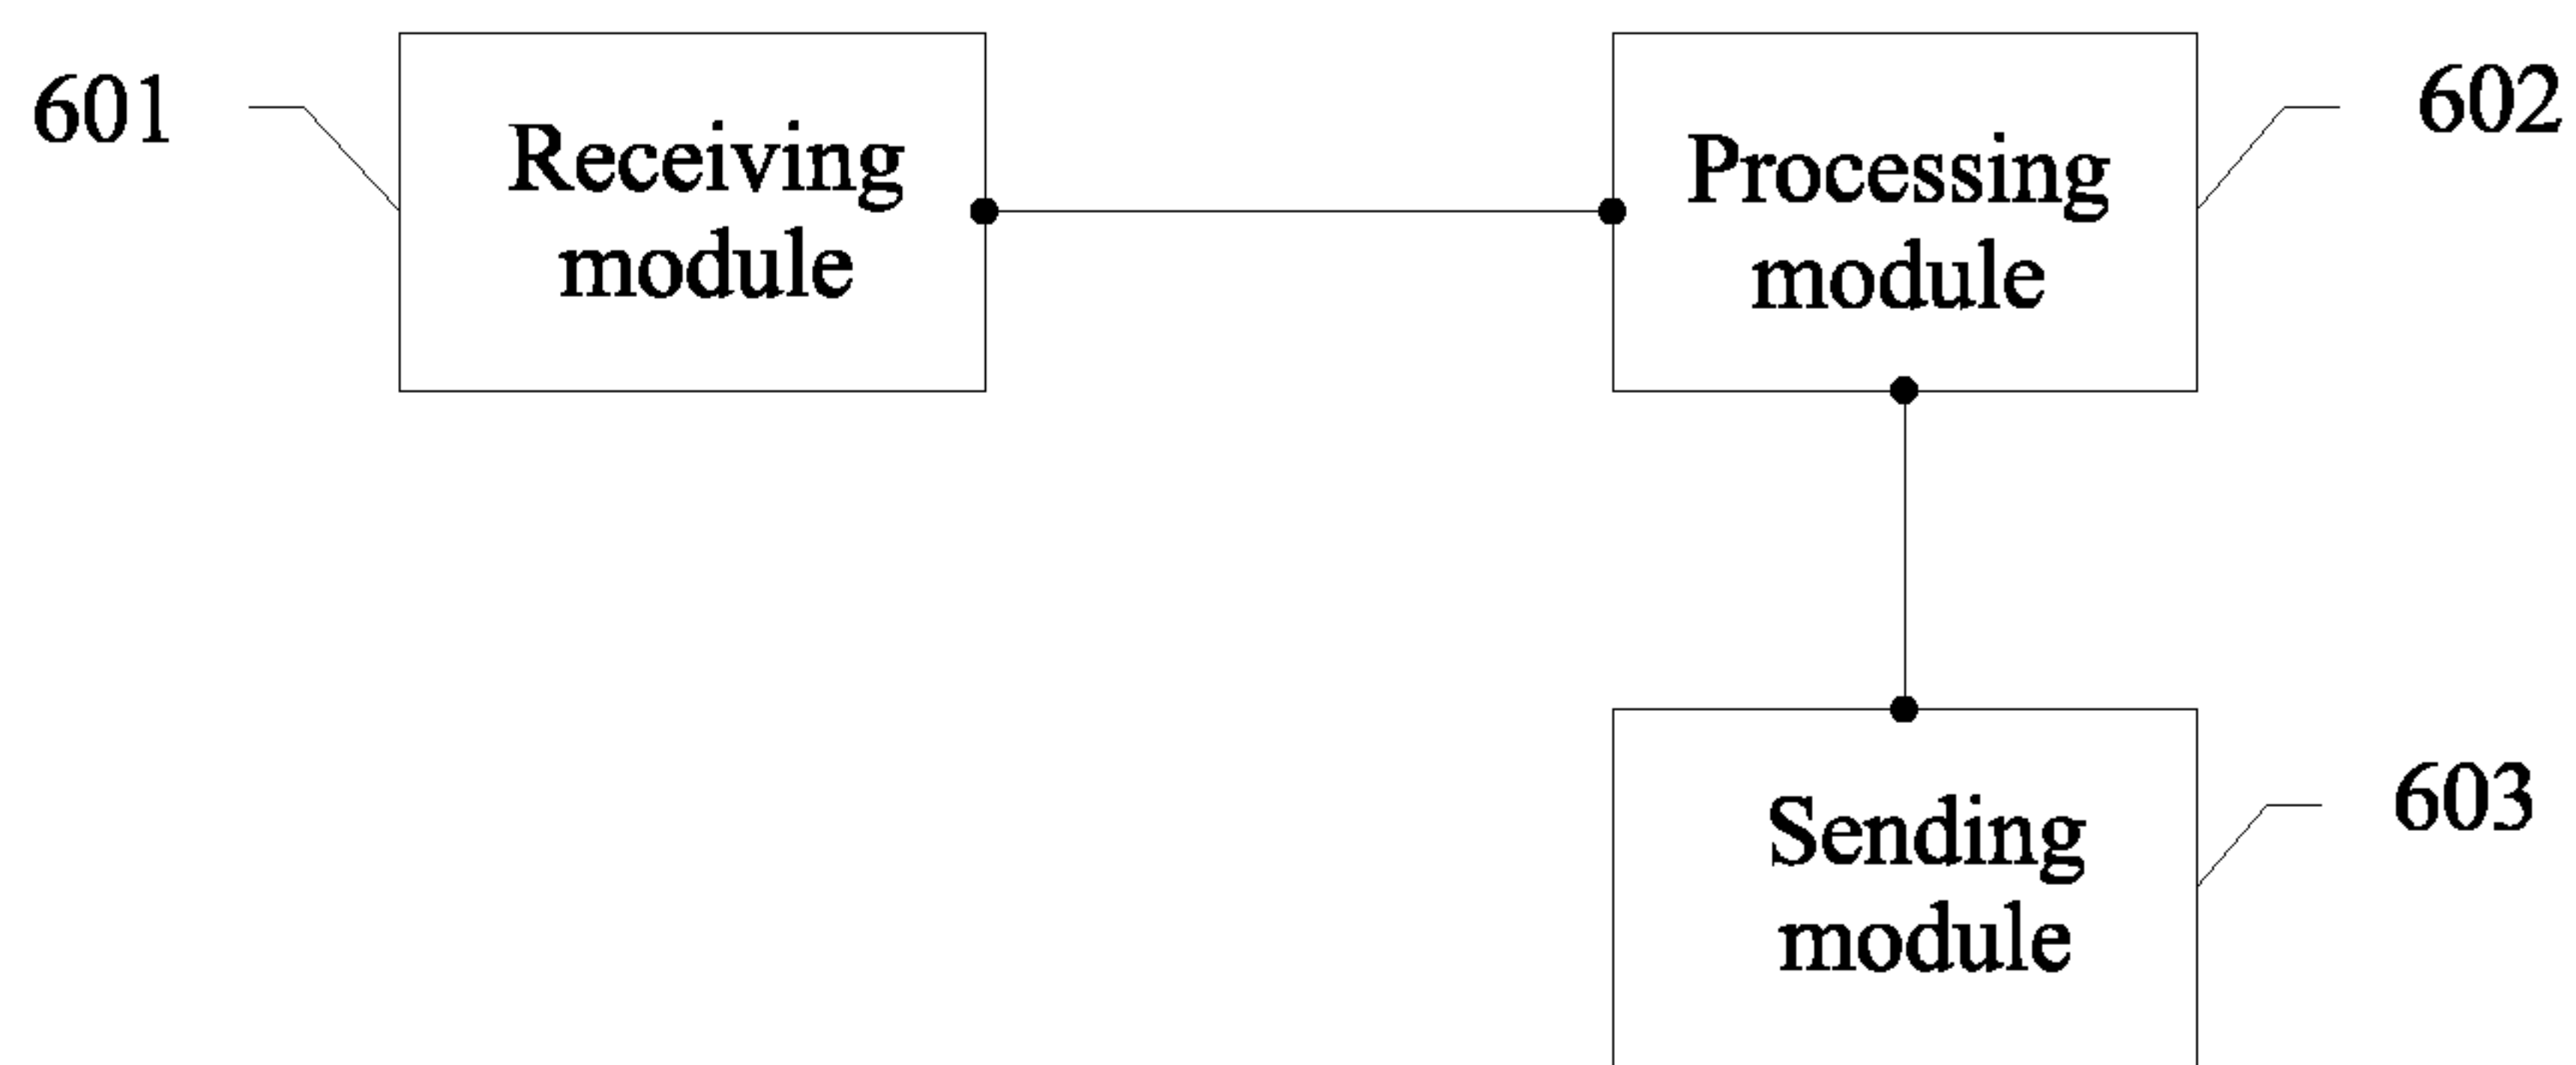 601
Receiving
module
Processing
module
602
Sending
module
603